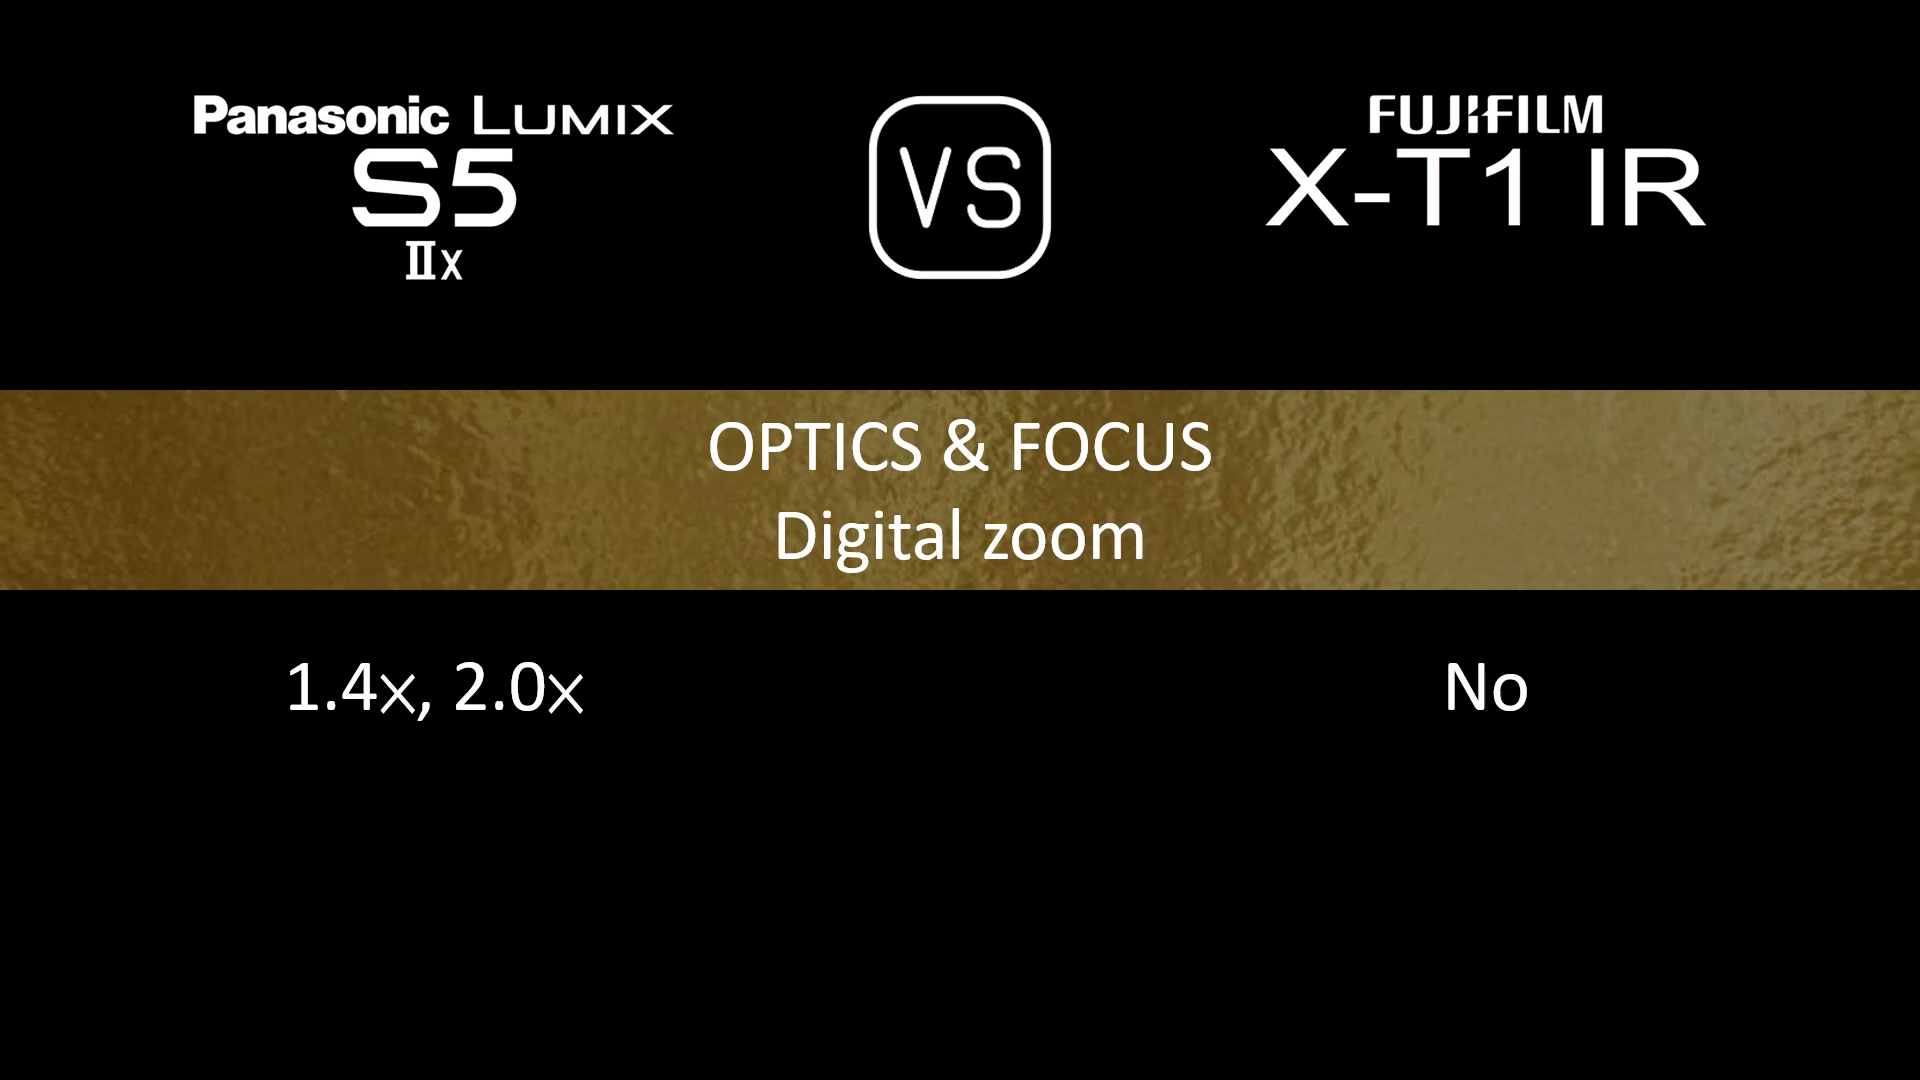 Panasonic LUMIX
S5
IIx
VS
FUJIFILM
X-T1 IR
OPTICS & FOCUS
Digital zoom
1.4x, 2.0x
No